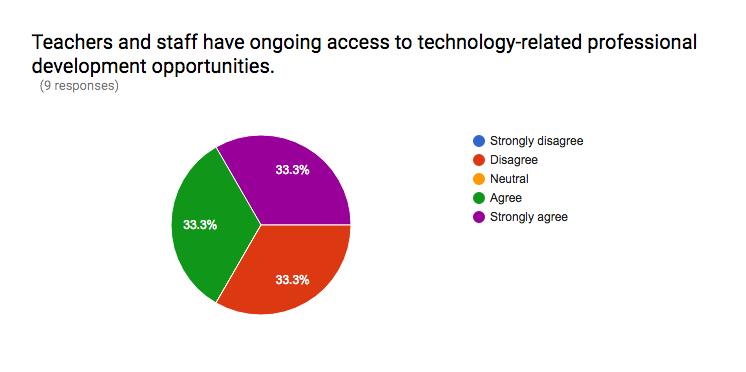 Teachers and staff have ongoing access to technology-related professional
development opportunities.
(9 responses)
33.3%
33.3%
33.3%
Strongly disagree
Disagree
Neutral
Agree
Strongly agree